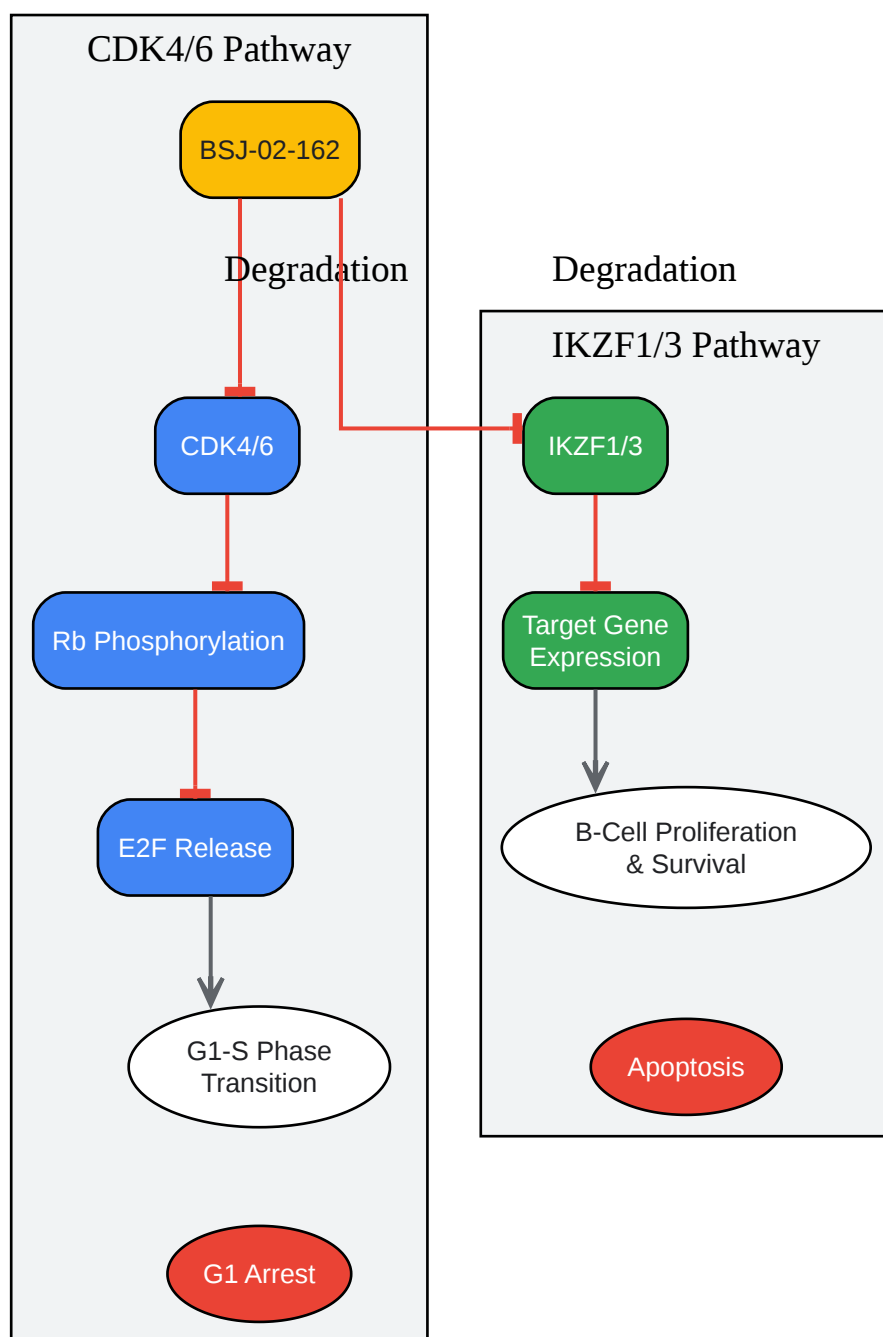 CDK4/6 Pathway
BSJ-02-162
Degradation
CDK4/6
Rb Phosphorylation
E2F Release
G1-S Phase
Transition
G1 Arrest
Degradation
IKZF1/3 Pathway
IKZF1/3
Target Gene
Expression
B-Cell Proliferation
& Survival
Apoptosis